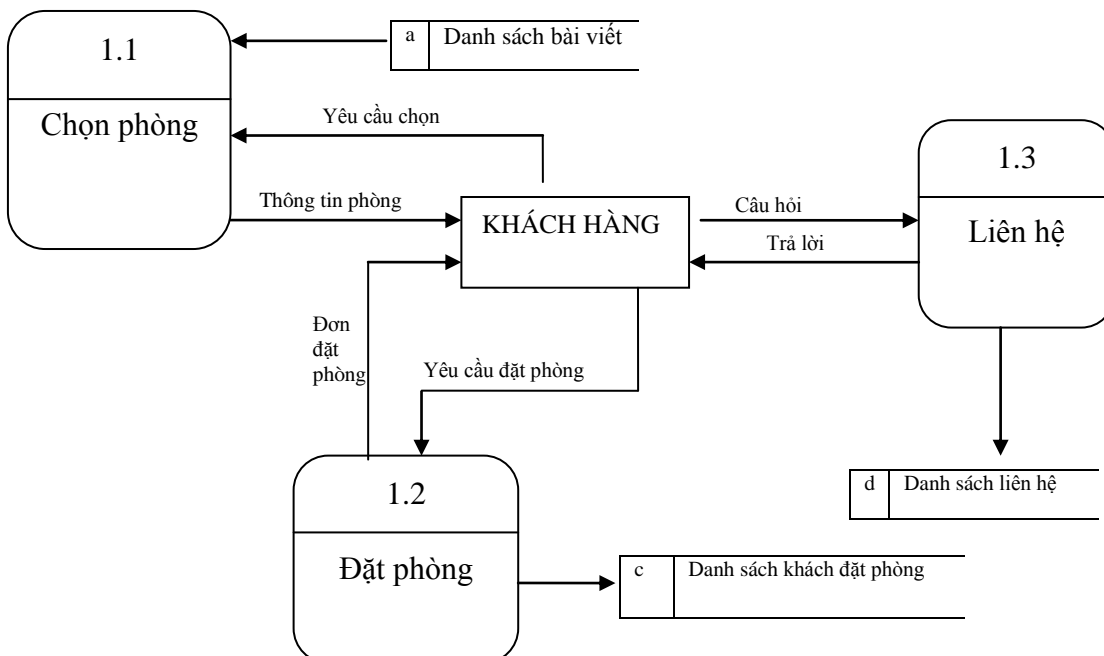 1.1
Chọn phòng
a
Danh sách bài viết
Yêu cầu chọn
Thông tin phòng
KHÁCH HÀNG
Câu hỏi
Trả lời
1.3
Liên hệ
Đơn
đặt
phòng
Yêu cầu đặt phòng
1.2
Đặt phòng
d
Danh sách liên hệ
c
Danh sách khách đặt phòng